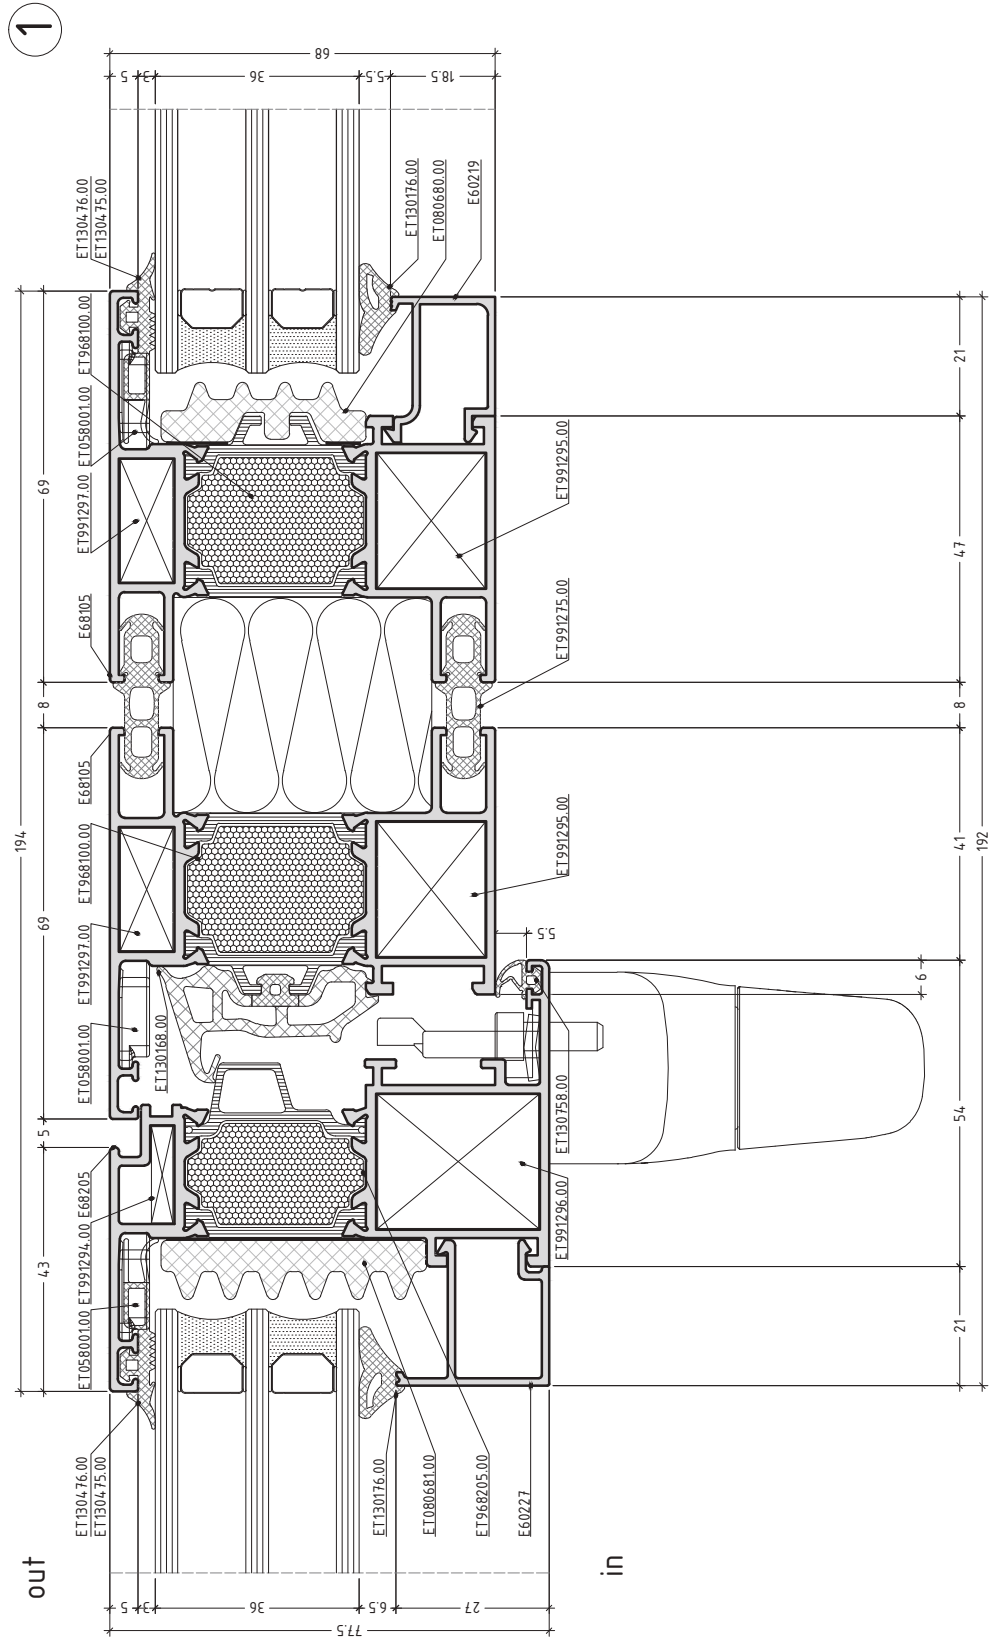 1
68
5
3
36
5.5
18.5
ET130476.00
ET130475.00
ET130176.00
ET080680.00
E60219
194
69
ET968100.00
ET058001.00
ET991297.00
E68105
8
E68105
ET968100.00
69
ET991297.00
ET058001.00
ET130168.00
5
E68205
ET991294.00
ET058001.00
43
21
ET991295.00
47
ET991275.00
8
ET991295.00
41
192
5.5
6
ET130758.00
54
ET991296.00
21
ET130476.00
ET130475.00
ET130176.00
ET080681.00
ET968205.00
E60227
out
in
5
3
36
6.5
27
77.5